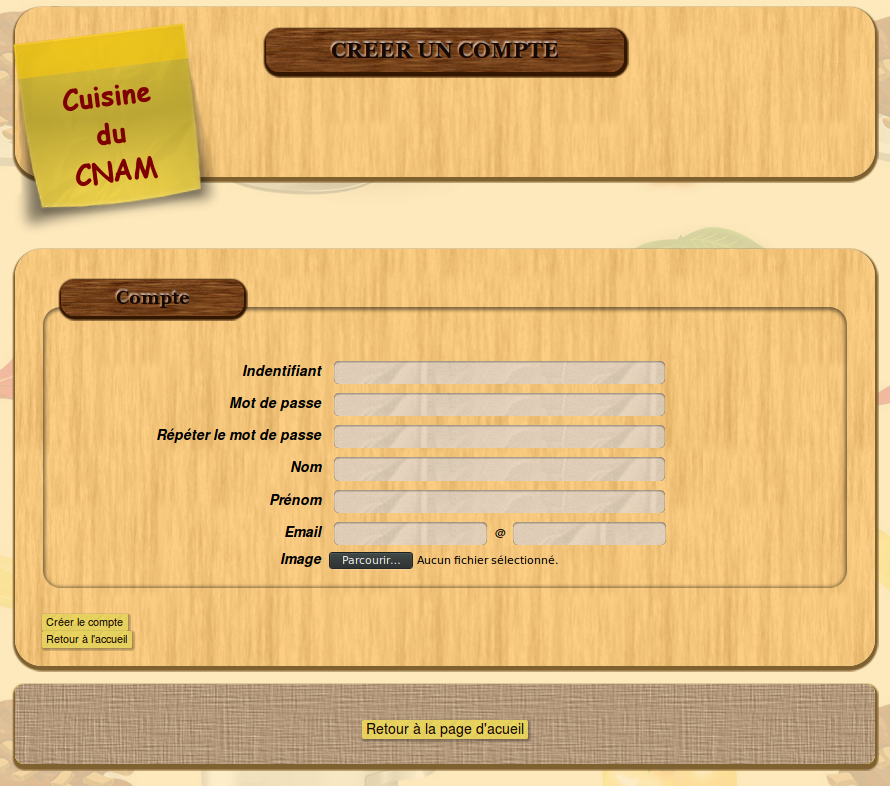 CREER UN COMPTE
Cuisine
du
CNAM
Compte
Indentifiant
Mot de passe
Répéter le mot de passe
Nom
Prénom
Email @
Image Parcourir... Aucun fichier sélectionné.
Créer le compte
Retour à l'accueil
Retour à la page d'acueil